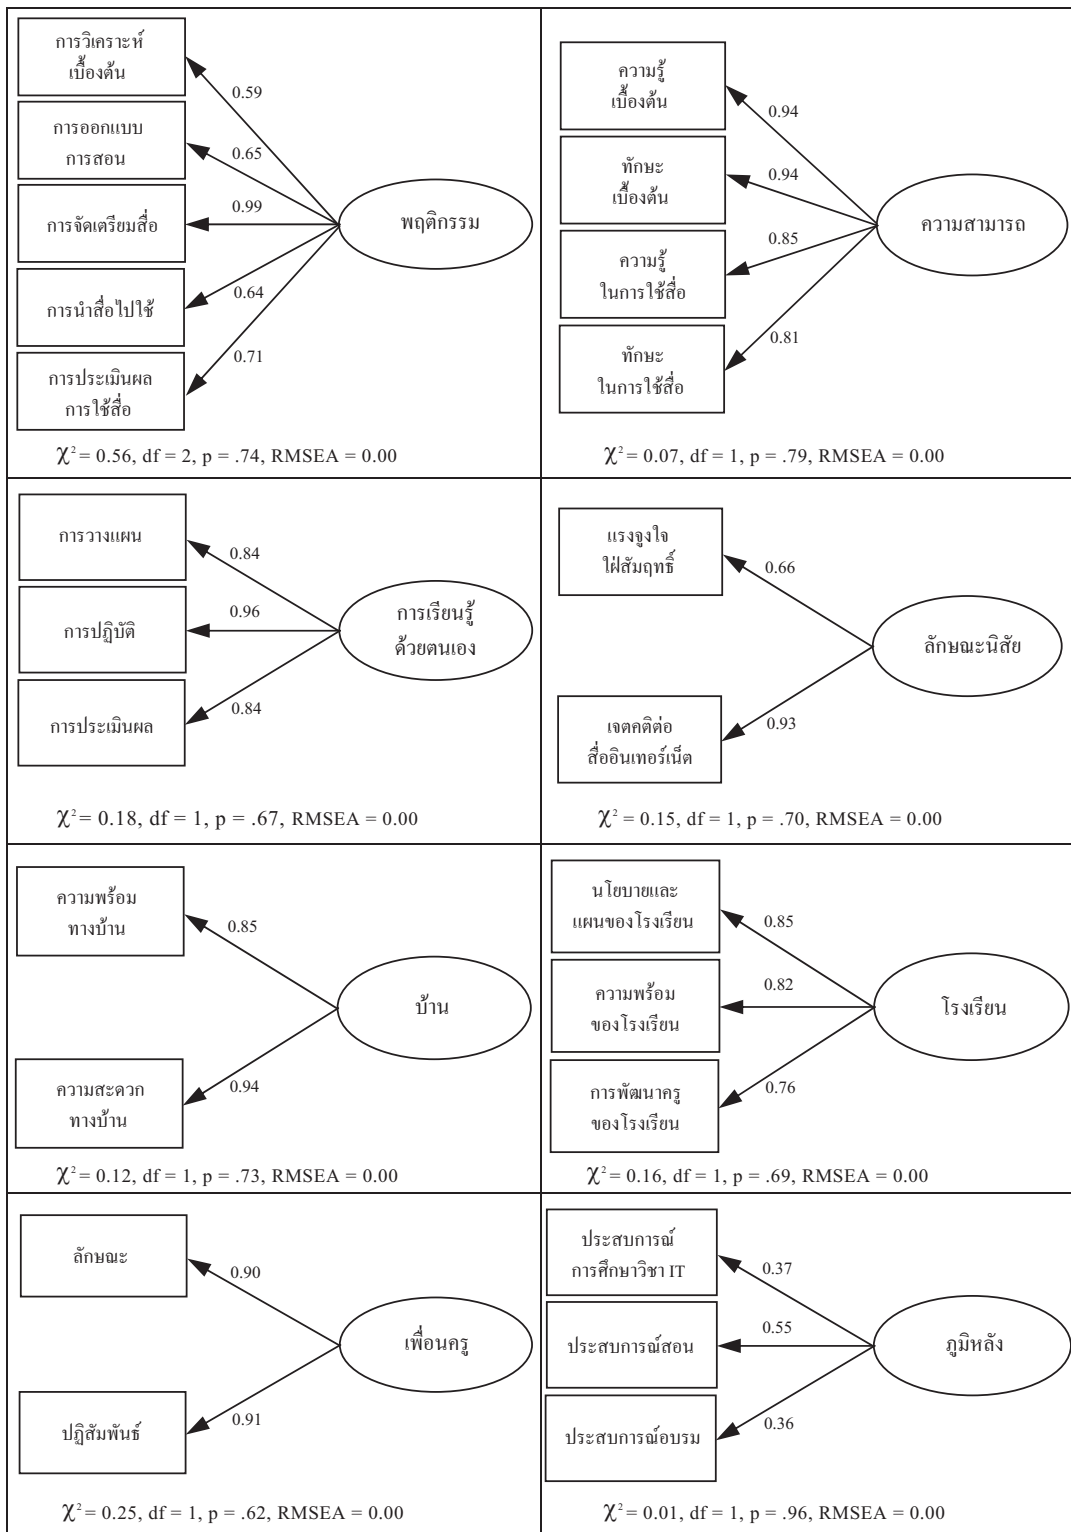 การวิเคราะห์
เบื้องต้น
0.59
การออกแบบ
การสอน
0.65
การจัดเตรียมสื่อ
0.99
พฤติกรรม
การนำสื่อไปใช้
0.64
การประเมินผล
การใช้สื่อ
0.71
χ² = 0.56, df = 2, p = .74, RMSEA = 0.00
ความรู้
เบื้องต้น
0.94
ทักษะ
เบื้องต้น
0.94
ความสามารถ
ความรู้
ในการใช้สื่อ
0.85
ทักษะ
ในการใช้สื่อ
0.81
χ² = 0.07, df = 1, p = .79, RMSEA = 0.00
การวางแผน
0.84
การปฏิบัติ
0.96
การเรียนรู้
ด้วยตนเอง
การประเมินผล
0.84
χ² = 0.18, df = 1, p = .67, RMSEA = 0.00
แรงจูงใจ
ใฝ่สัมฤทธิ์
0.66
ลักษณะนิสัย
เจตคติต่อ
สื่ออินเทอร์เน็ต
0.93
χ² = 0.15, df = 1, p = .70, RMSEA = 0.00
ความพร้อม
ทางบ้าน
0.85
บ้าน
ความสะดวก
ทางบ้าน
0.94
χ² = 0.12, df = 1, p = .73, RMSEA = 0.00
นโยบายและ
แผนของโรงเรียน
0.85
ความพร้อม
ของโรงเรียน
0.82
โรงเรียน
การพัฒนาครู
ของโรงเรียน
0.76
χ² = 0.16, df = 1, p = .69, RMSEA = 0.00
ลักษณะ
0.90
เพื่อนครู
ปฏิสัมพันธ์
0.91
χ² = 0.25, df = 1, p = .62, RMSEA = 0.00
ประสบการณ์
การศึกษาวิชา IT
0.37
ประสบการณ์สอน
0.55
ภูมิหลัง
ประสบการณ์อบรม
0.36
χ² = 0.01, df = 1, p = .96, RMSEA = 0.00